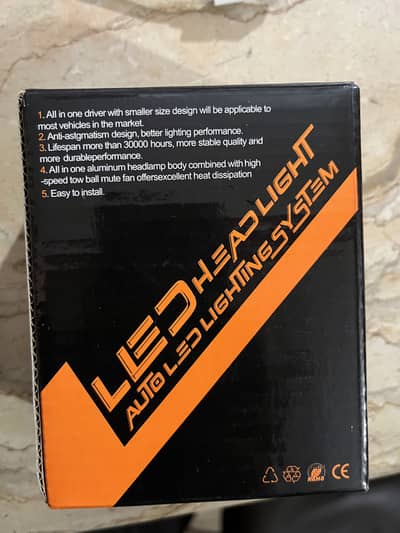 1. All in one driver with smaller size design will be applicable to
most vehicles in the market.
2. Anti-astgmatism design, better lighting performance.
3. Lifespan more than 30000 hours, more stable quality and
more durableperformance.
4. All in one aluminum headlamp body combined with high
-speed tow ball mute fan offersexcellent heat dissipation
5. Easy to install.
LED HEADLIGHT
AUTO LED LIGHTING SYSTEM
RoHS CE